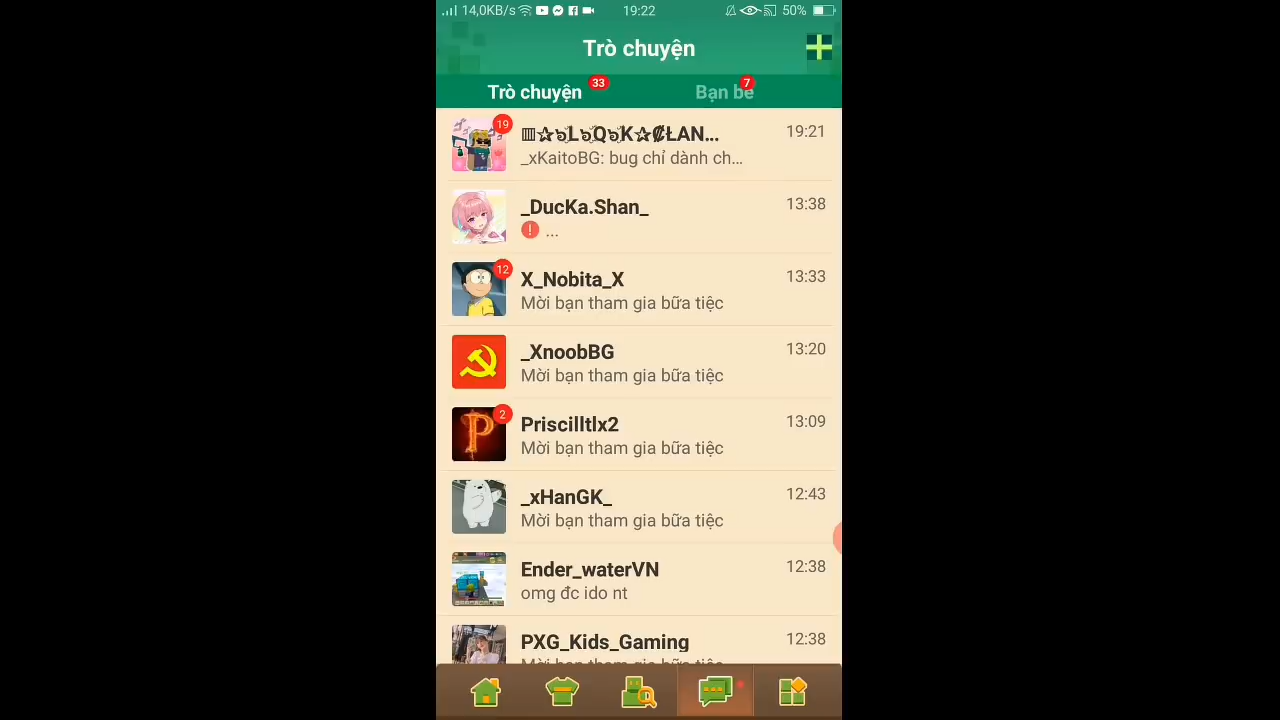 14,0KB/s 19:22 50%
Trò chuyện
Trò chuyện 33 Bạn bè 7
19
19:21
_xKaitoBG: bug chỉ dành ch...
_DucKa.Shan_ 13:38
...
12
X_Nobita_X 13:33
Mời bạn tham gia bữa tiệc
_XnoobBG 13:20
Mời bạn tham gia bữa tiệc
2
Priscilltlx2 13:09
Mời bạn tham gia bữa tiệc
_xHanGK_ 12:43
Mời bạn tham gia bữa tiệc
Ender_waterVN 12:38
omg đc ido nt
PXG_Kids_Gaming 12:38